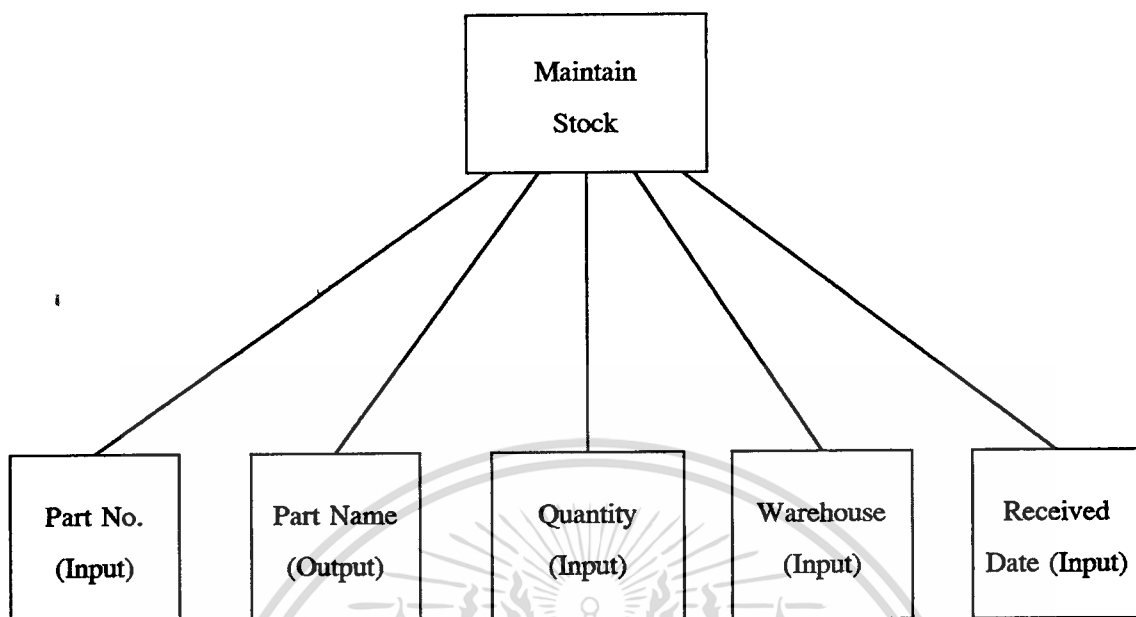 Maintain
Stock
Part No.
(Input)
Part Name
(Output)
Quantity
(Input)
Warehouse
(Input)
Received
Date (Input)